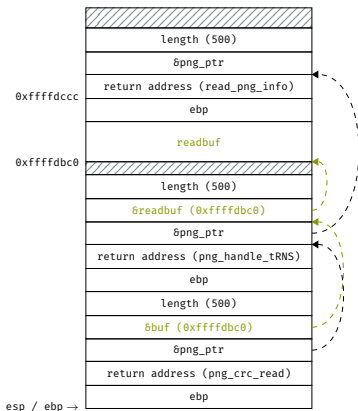 length (500)
&png_ptr
return address (read_png_info)
0xffffdccc
ebp
readbuf
0xffffdbc0
length (500)
&readbuf (0xffffdbc0)
&png_ptr
return address (png_handle_tRNS)
ebp
length (500)
&buf (0xffffdbc0)
&png_ptr
return address (png_crc_read)
esp / ebp → ebp